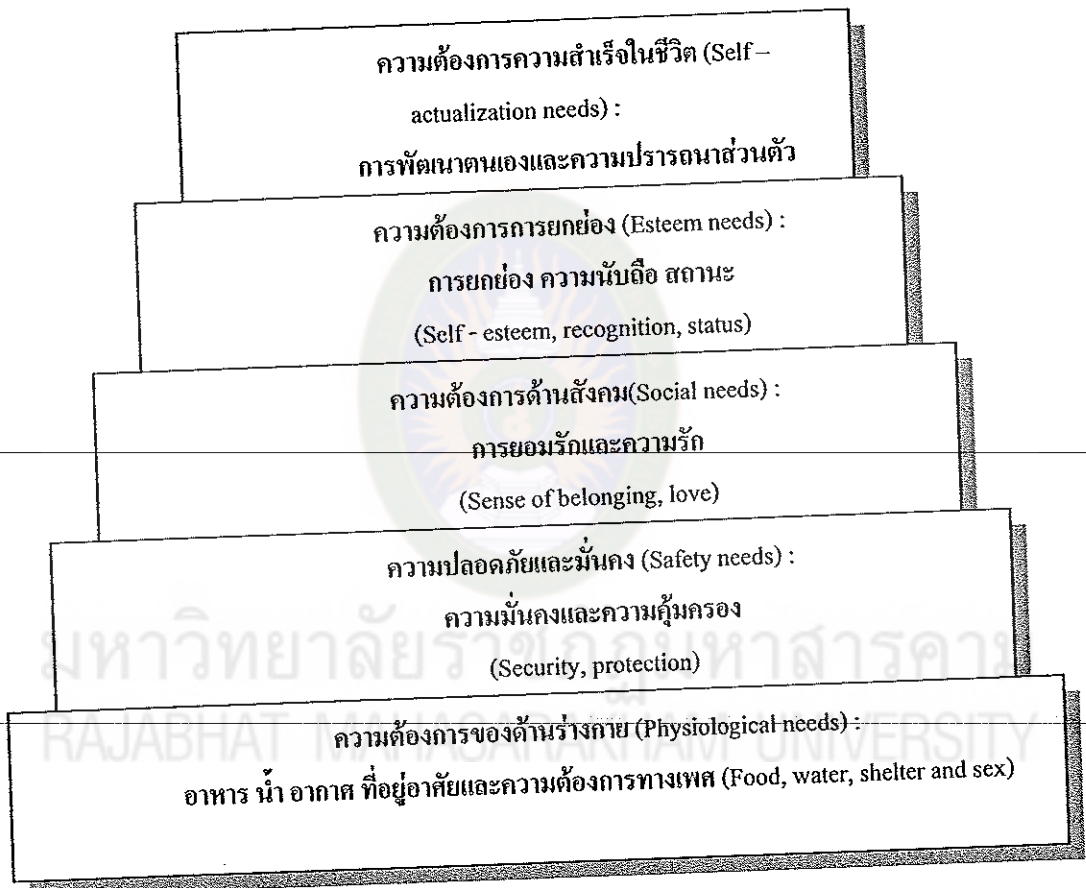 ความต้องการความสำเร็จในชีวิต (Self –
actualization needs) :
การพัฒนาตนเองและความปรารถนาส่วนตัว
ความต้องการการยกย่อง (Esteem needs) :
การยกย่อง ความนับถือ สถานะ
(Self - esteem, recognition, status)
ความต้องการด้านสังคม(Social needs) :
การยอมรักและความรัก
(Sense of belonging, love)
ความปลอดภัยและมั่นคง (Safety needs) :
ความมั่นคงและความคุ้มครอง
(Security, protection)
มหาวิทยาลัยราชภัฏมหาสารคาม
ความต้องการของด้านร่างกาย (Physiological needs) :
RAJABHAT MAHASARAKHAM UNIVERSITY
อาหาร น้ำ อากาศ ที่อยู่อาศัยและความต้องการทางเพศ (Food, water, shelter and sex)